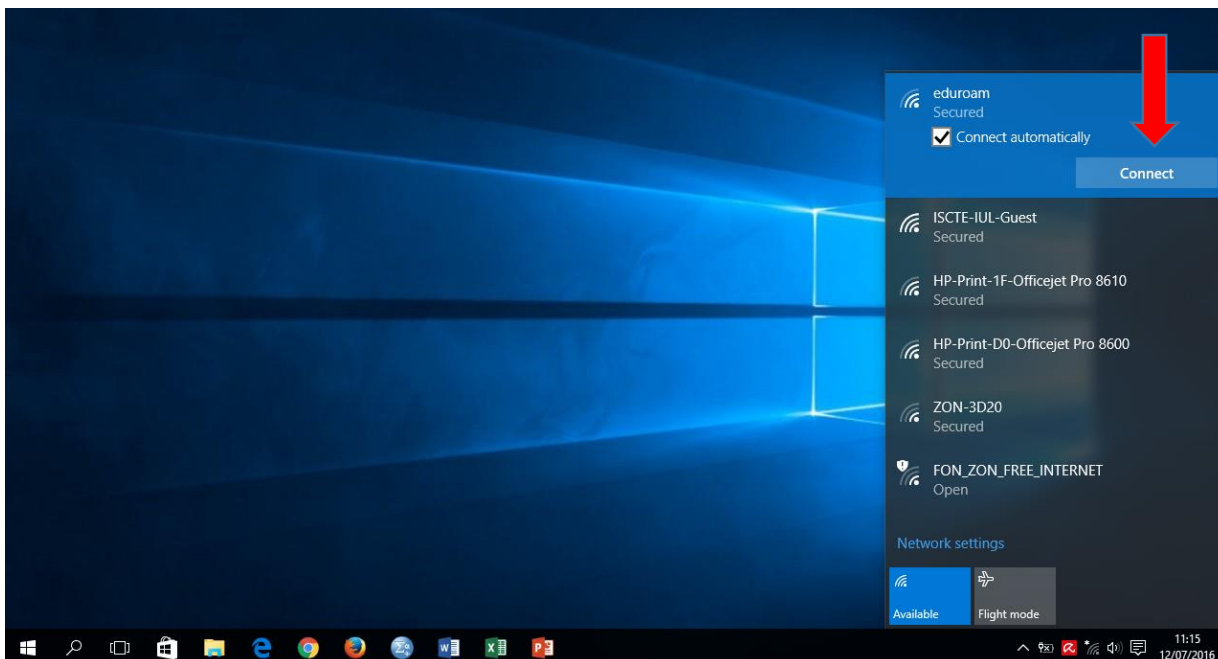 eduroam
Secured
Connect automatically
Connect
ISCTE-IUL-Guest
Secured
HP-Print-1F-Officejet Pro 8610
Secured
HP-Print-D0-Officejet Pro 8600
Secured
ZON-3D20
Secured
FON_ZON_FREE_INTERNET
Open
Network settings
Available
Flight mode
11:15
12/07/2016